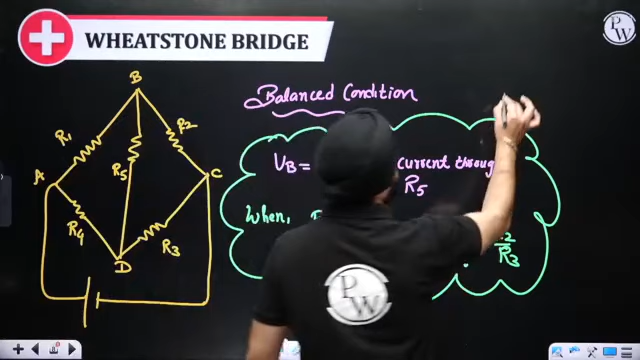 WHEATSTONE BRIDGE
PW
Balanced Condition
B
R1
R2
R5
A
C
R4
R3
D
VB =
current through
R5
When,
R3
PW